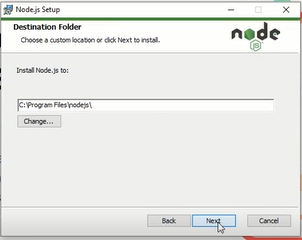 Node.js Setup
Destination Folder
Choose a custom location or click Next to install.
node
JS
Install Node.js to:
C:\Program Files\nodejs\
Change...
Back Next Cancel